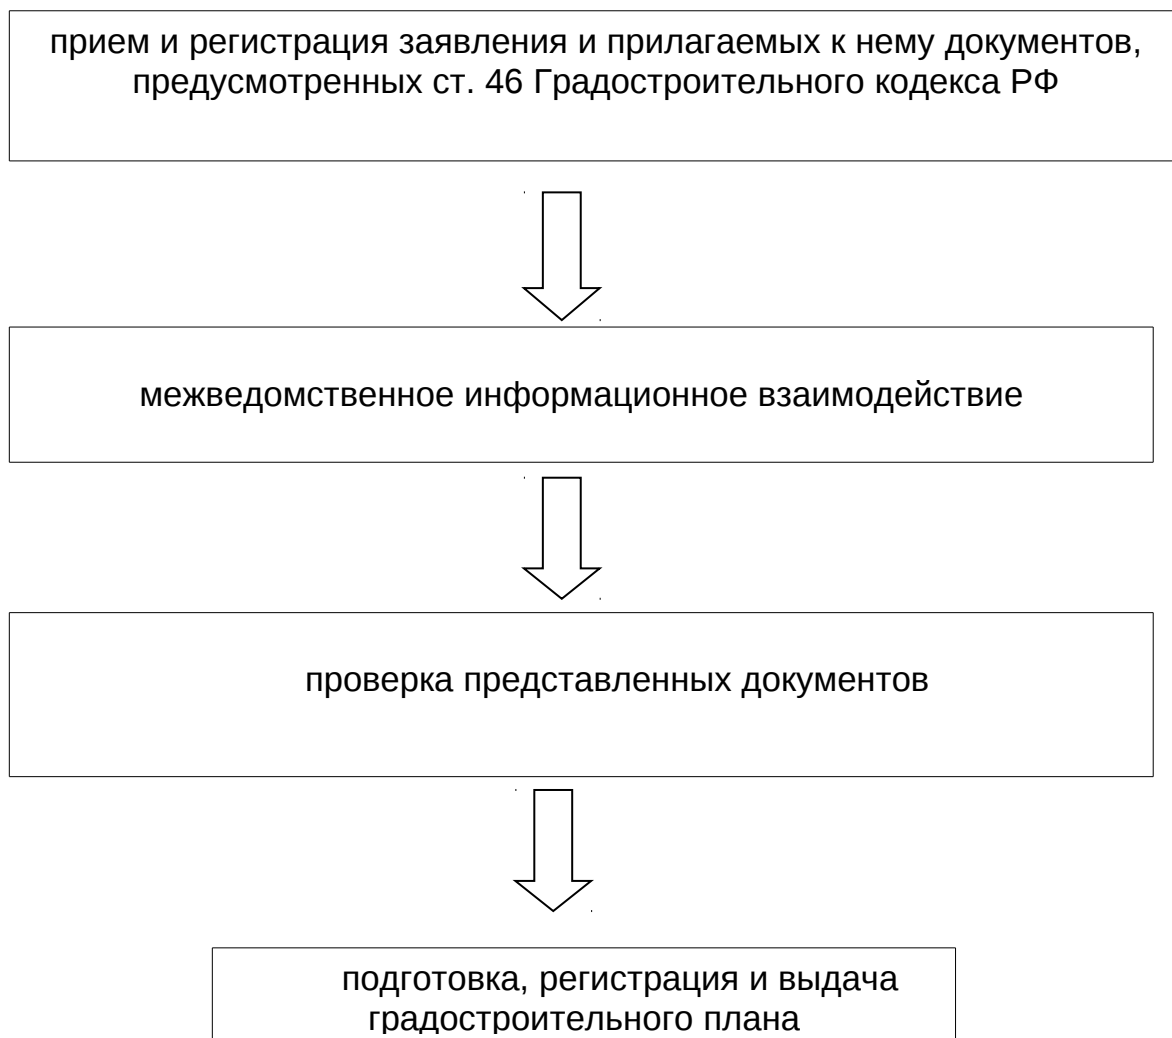 прием и регистрация заявления и прилагаемых к нему документов,
предусмотренных ст. 46 Градостроительного кодекса РФ
межведомственное информационное взаимодействие
проверка представленных документов
подготовка, регистрация и выдача
градостроительного плана